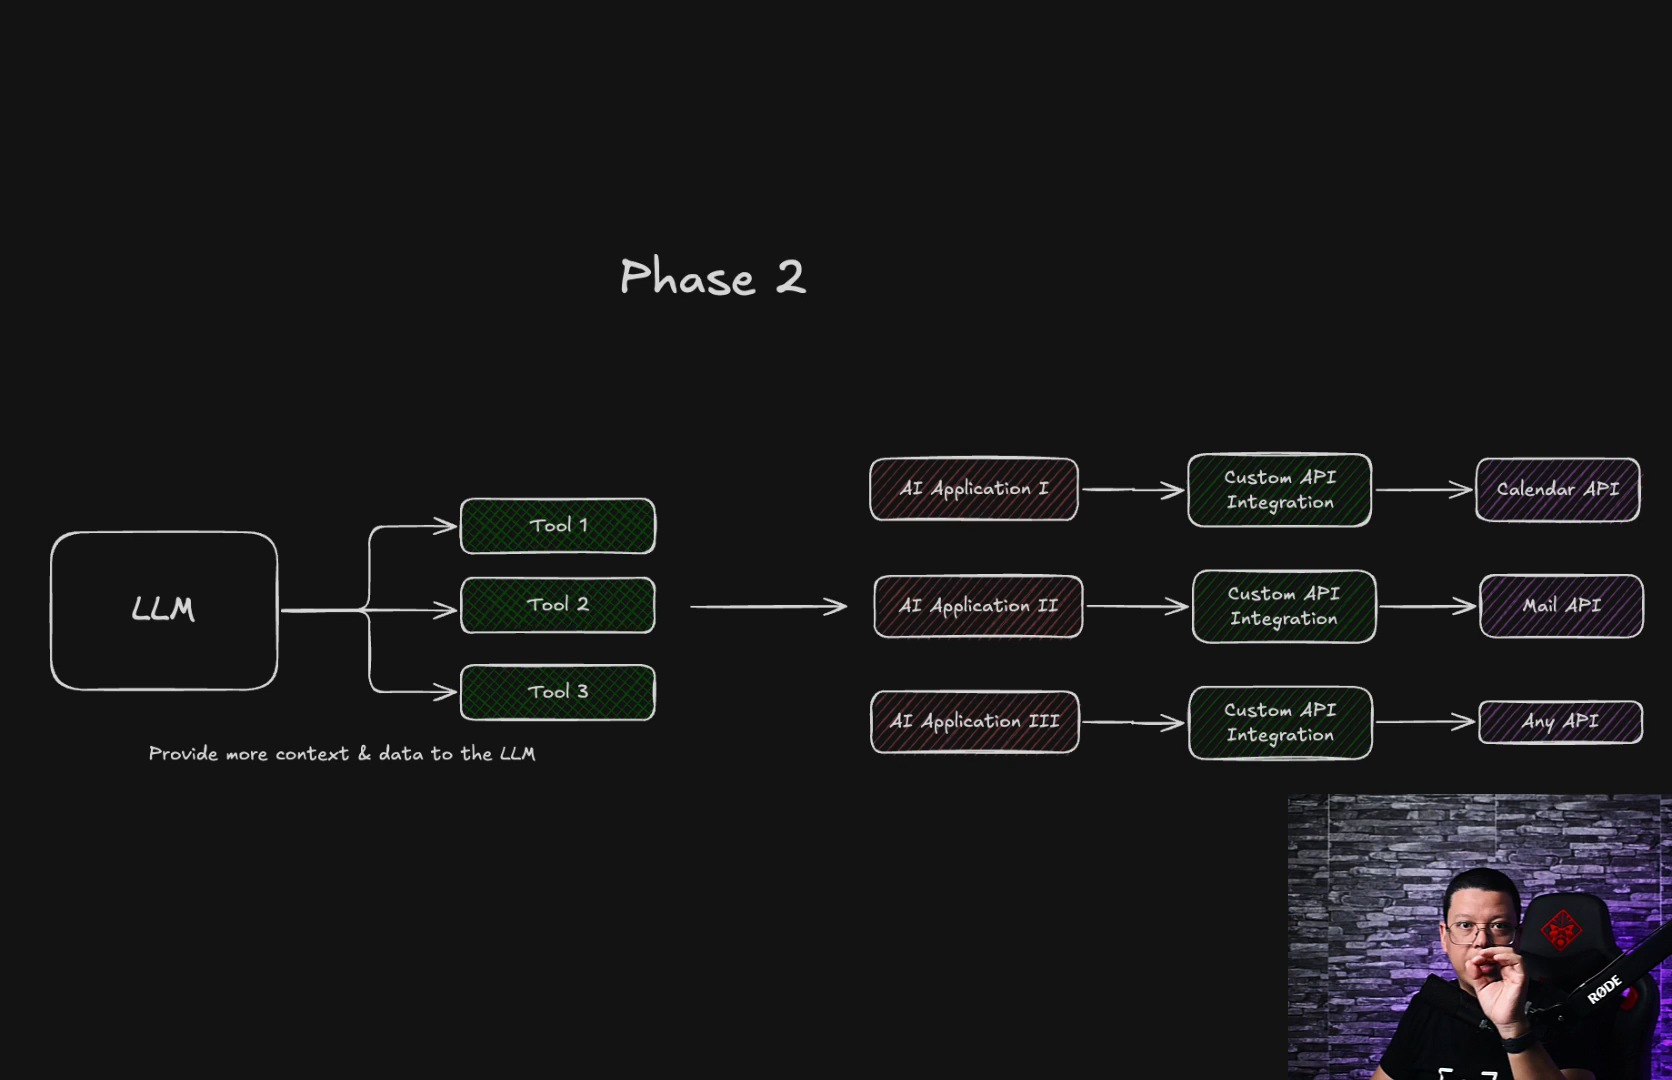 Phase 2
LLM
Tool 1
Tool 2
Tool 3
Provide more context & data to the LLM
AI Application I
Custom API
Integration
Calendar API
AI Application II
Custom API
Integration
Mail API
AI Application III
Custom API
Integration
Any API
RØDE